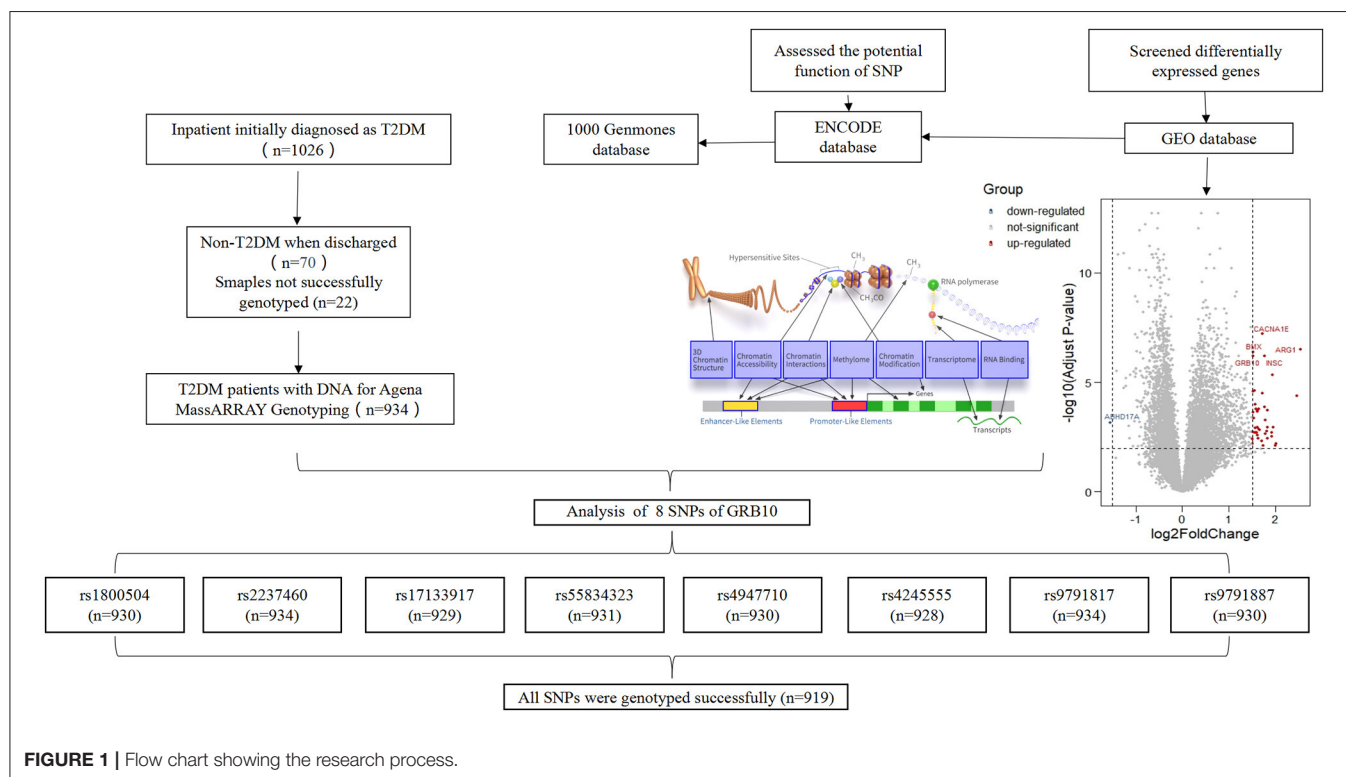 Assessed the potential
function of SNP
Screened differentially
expressed genes
Inpatient initially diagnosed as T2DM
( n=1026)
1000 Genmones
database
ENCODE
database
GEO database
Non-T2DM when discharged
(n=70)
Smaples not successfully
genotyped (n=22)
T2DM patients with DNA for Agena
MassARRAY Genotyping ( n=934)
Hypersensitive Sites
CH3
CH3
CH3CO
RNA polymerase
3D
Chromatin
Structure
Chromatin
Accessibility
Chromatin
Interactions
Methylome
Chromatin
Modification
Transcriptome
RNA Binding
Genes
Enhancer-Like Elements
Promoter-Like Elements
Transcripts
Group
down-regulated
not-significant
up-regulated
-log10(Adjust P-value)
10
5
0
CACNA1E
BMX
ARG1
GRB10
INSC
ABHD17A
-1
0
1
2
log2FoldChange
Analysis of 8 SNPs of GRB10
rs1800504
(n=930)
rs2237460
(n=934)
rs17133917
(n=929)
rs55834323
(n=931)
rs4947710
(n=930)
rs4245555
(n=928)
rs9791817
(n=934)
rs9791887
(n=930)
All SNPs were genotyped successfully (n=919)
FIGURE 1 | Flow chart showing the research process.